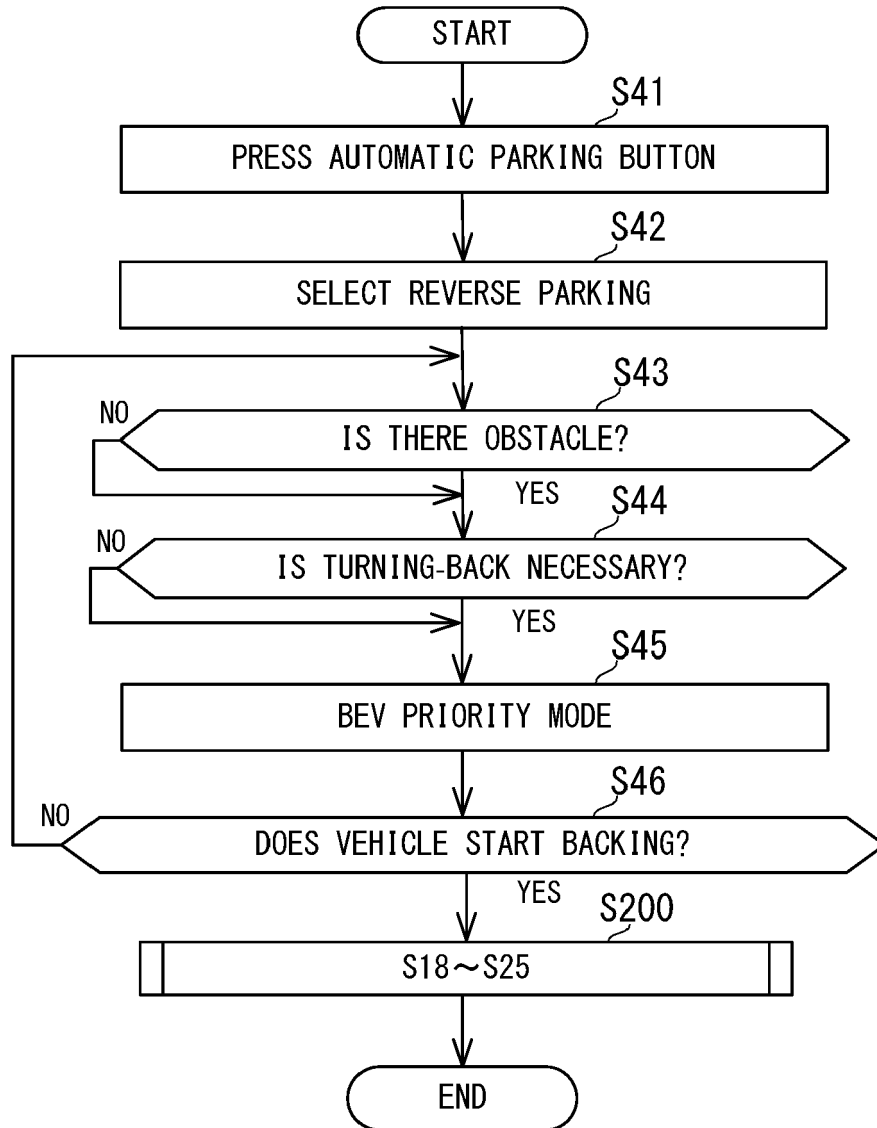 START
S41
PRESS AUTOMATIC PARKING BUTTON
S42
SELECT REVERSE PARKING
S43
NO
IS THERE OBSTACLE?
YES
S44
NO
IS TURNING-BACK NECESSARY?
YES
S45
BEV PRIORITY MODE
S46
NO
DOES VEHICLE START BACKING?
YES
S200
S18～S25
END